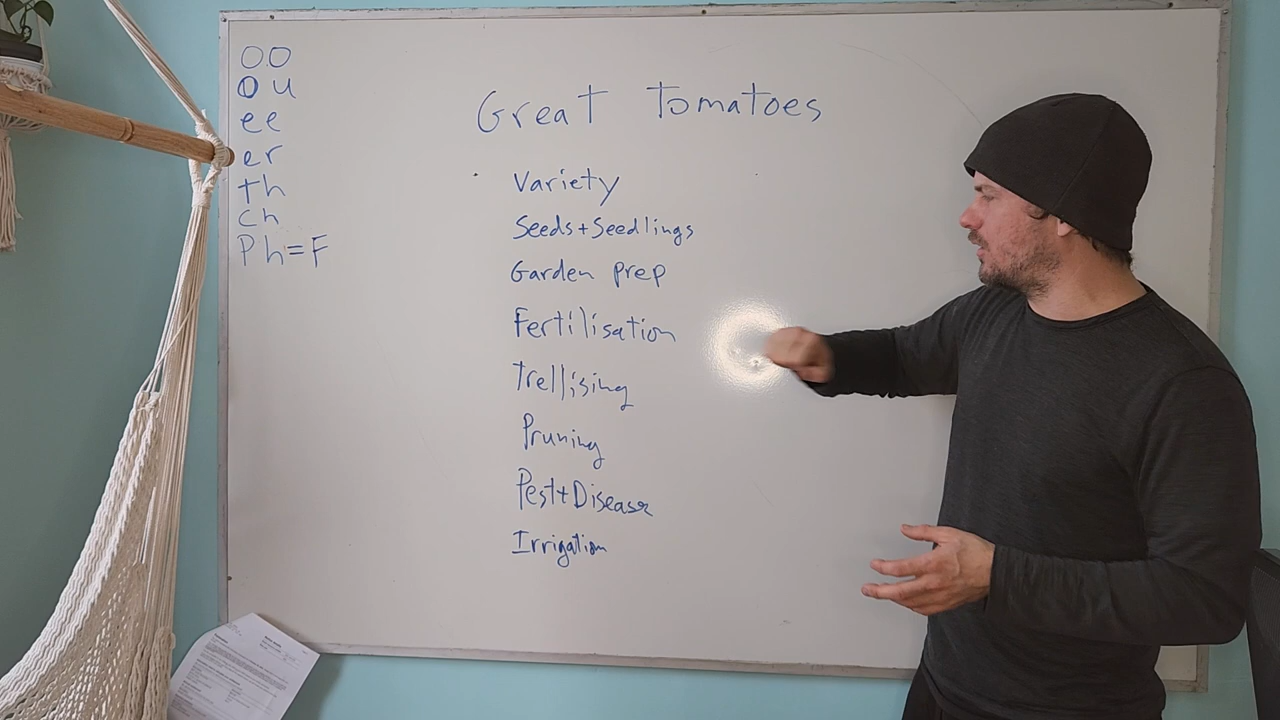 oo
ou
ee
er
th
ch
Ph=F
Great Tomatoes
Variety
Seeds+Seedlings
Garden prep
Fertilisation
Trellising
Pruning
Pest+Disease
Irrigation